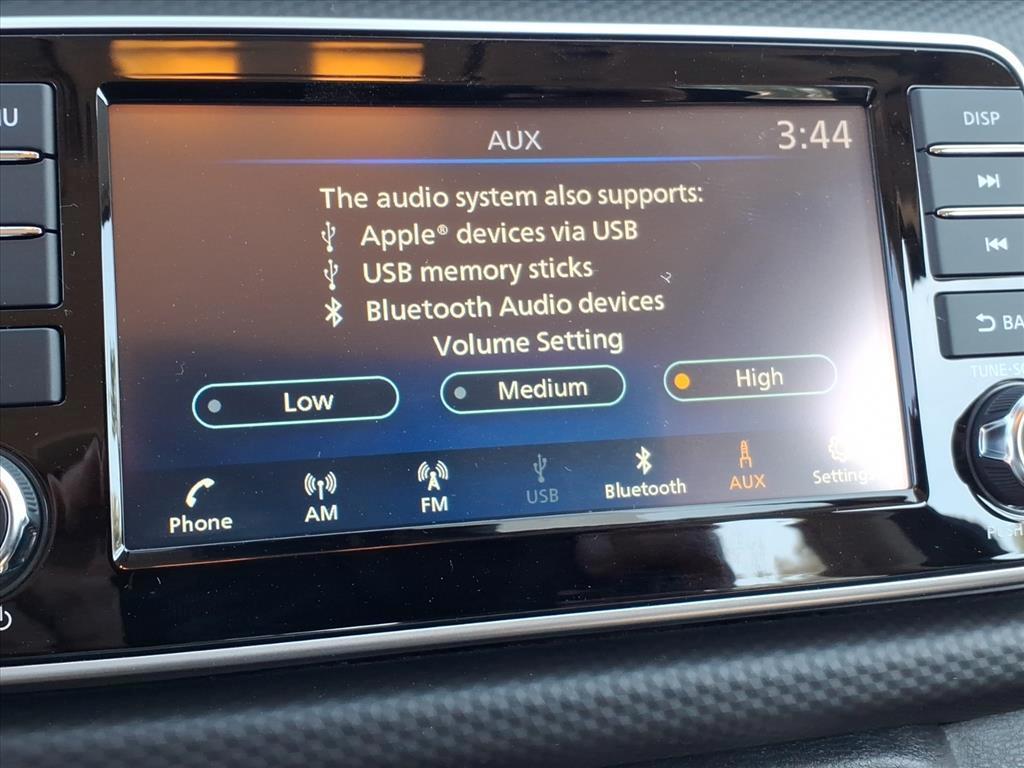 AUX
3:44
The audio system also supports:
Apple® devices via USB
USB memory sticks
Bluetooth Audio devices
Volume Setting
Low
Medium
High
Phone
AM
FM
USB
Bluetooth
AUX
Settings
DISP